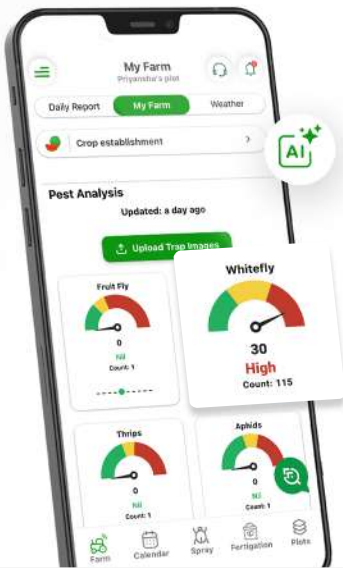 My Farm
Priyansha's plot
Daily Report
My Farm
Weather
Crop establishment
AI
Pest Analysis
Updated: a day ago
Upload Trap Images
Fruit Fly
0
Nil
Count: 1
Whitefly
30
High
Count: 115
Thrips
0
Nil
Count: 1
Aphids
0
Nil
Count: 1
Farm
Calendar
Spray
Fertigation
Plots